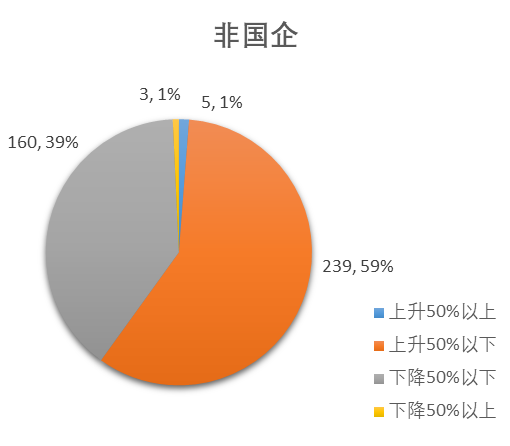 非国企
3, 1%
5, 1%
160, 39%
239, 59%
上升50%以上
上升50%以下
下降50%以下
下降50%以上